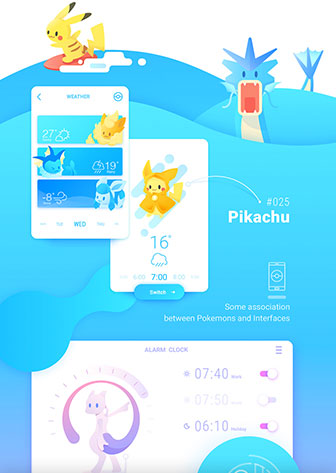 WEATHER
27°
19°
-8°
Tue
WED
Thu
16°
6:00
7:00
8:00
Switch →
#025
Pikachu
Some association
between Pokemons and Interfaces
ALARM CLOCK
07:40 Work
07:50 Work
06:10 Holiday